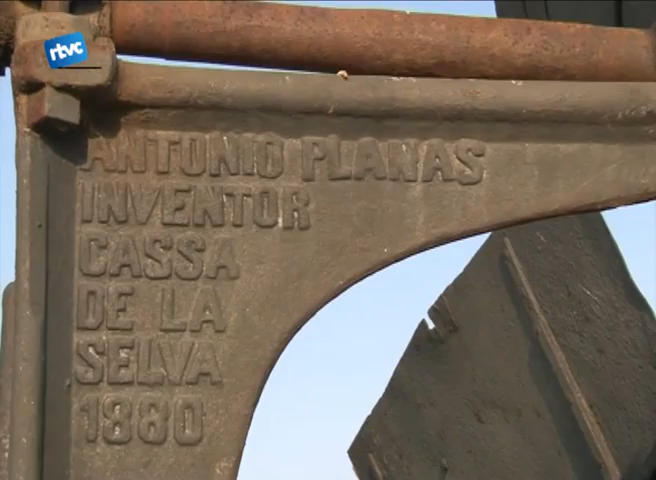 rtvc
ANTONIO PLANAS
INVENTOR
CASSA
DE LA
SELVA
1880